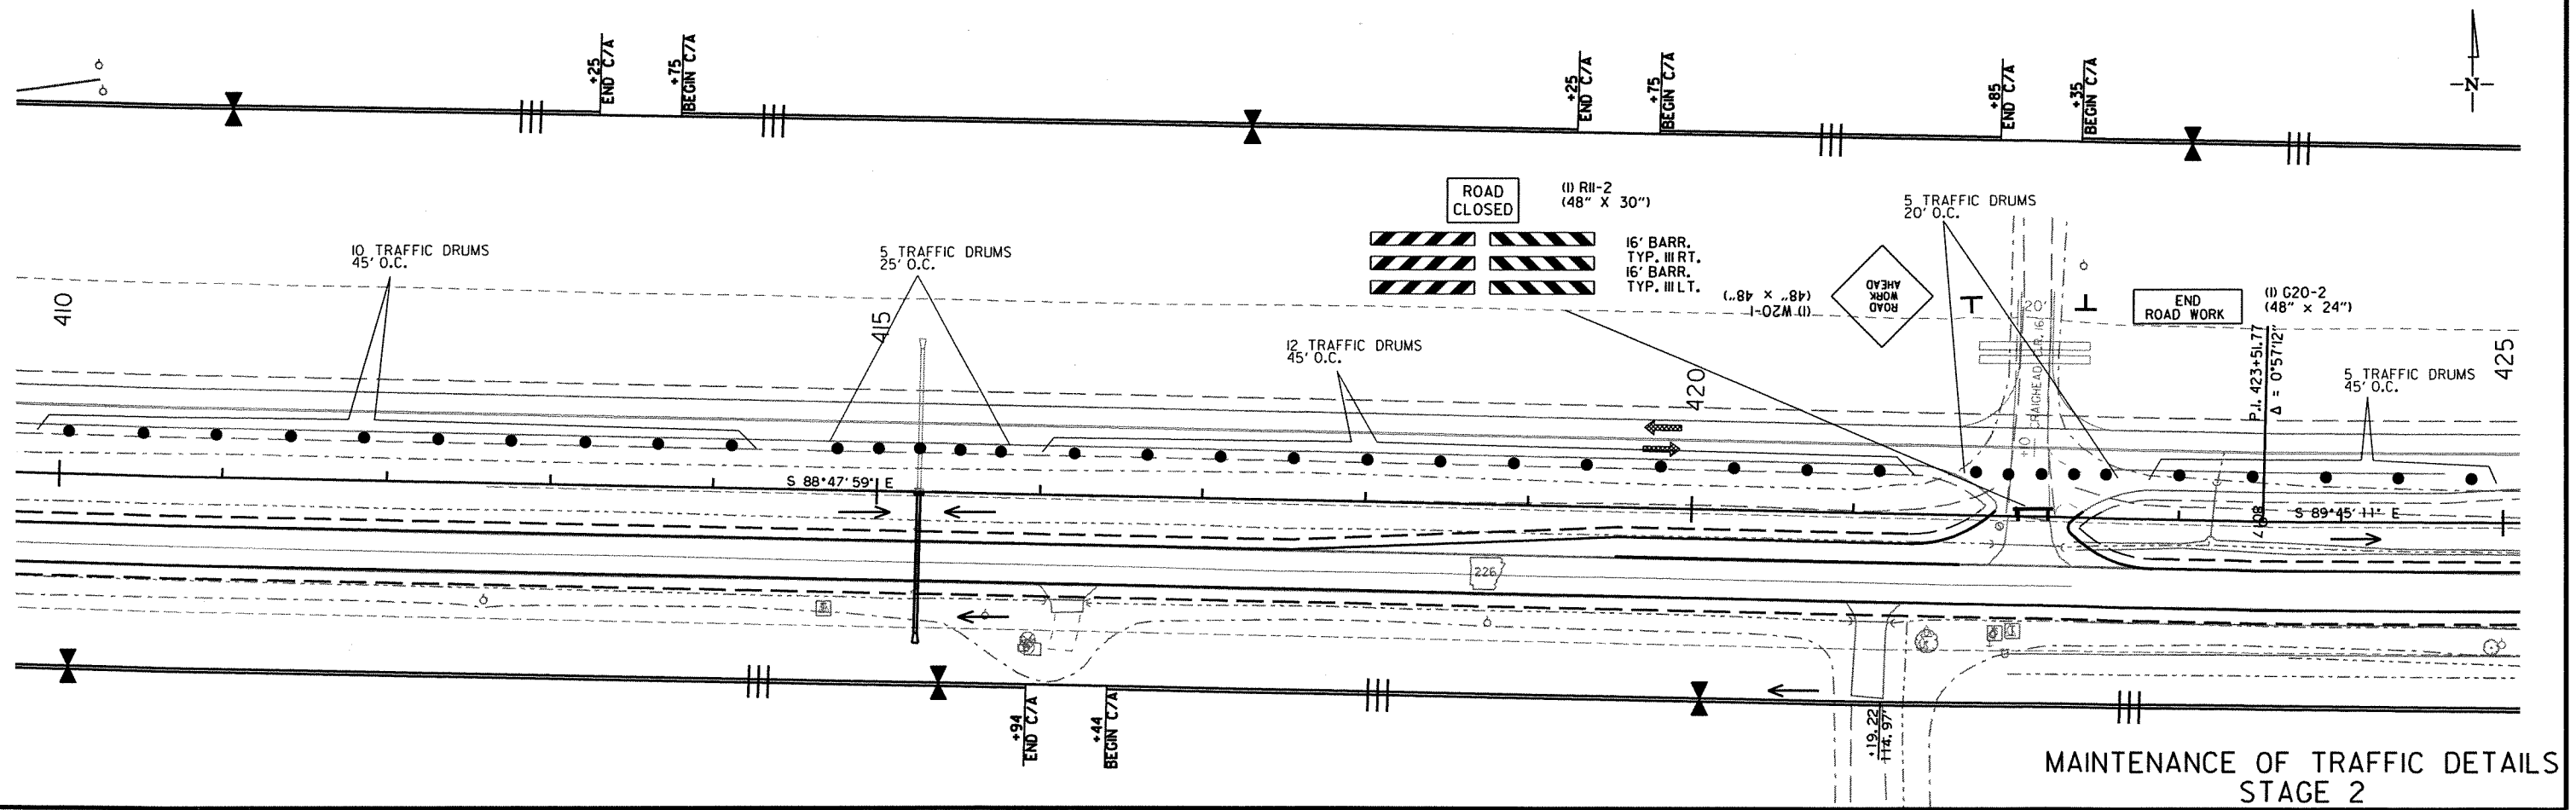 +25
END C/A
+75
BEGIN C/A
+25
END C/A
+75
BEGIN C/A
+85
END C/A
+35
BEGIN C/A
N
ROAD
CLOSED
(1) R11-2
(48" X 30")
16' BARR.
TYP. III RT.
16' BARR.
TYP. III LT.
5 TRAFFIC DRUMS
20' O.C.
10 TRAFFIC DRUMS
45' O.C.
5 TRAFFIC DRUMS
25' O.C.
12 TRAFFIC DRUMS
45' O.C.
ROAD
WORK
AHEAD
(1) W20-1
(48" X 48")
END
ROAD WORK
(1) G20-2
(48" x 24")
5 TRAFFIC DRUMS
45' O.C.
410
415
420
425
20'
CRAIGHEAD
+10
P.I. 423+51.77
Δ = 0°57'12"
S 88°47'59" E
S 89°45'11" E
226
+94
END C/A
+44
BEGIN C/A
+19.22
114.97'
MAINTENANCE OF TRAFFIC DETAILS
STAGE 2